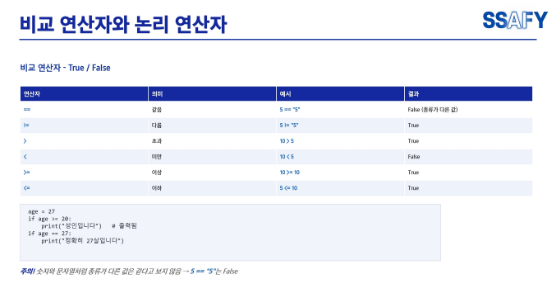 비교 연산자와 논리 연산자
SSAFY
비교 연산자 - True / False
연산자 의미 예시 결과
== 같음 5 == "5" False (종류가 다른 값)
!= 다름 5 != "5" True
> 초과 10 > 5 True
< 미만 10 < 5 False
>= 이상 10 >= 10 True
<= 이하 5 <= 10 True
age = 27
if age >= 20:
print("성인입니다") # 출력됨
if age == 27:
print("정확히 27살입니다")
주의! 숫자와 문자열처럼 종류가 다른 값은 같다고 보지 않음 → 5 == "5"는 False